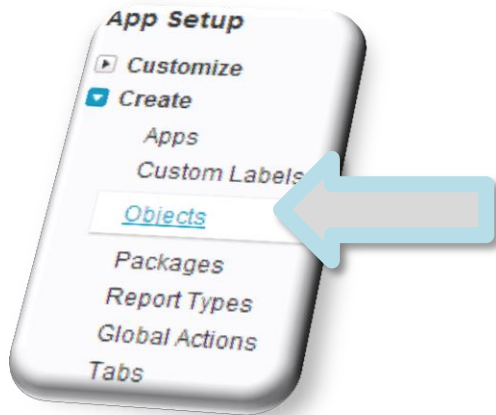 App Setup
Customize
Create
Apps
Custom Labels
Objects
Packages
Report Types
Global Actions
Tabs